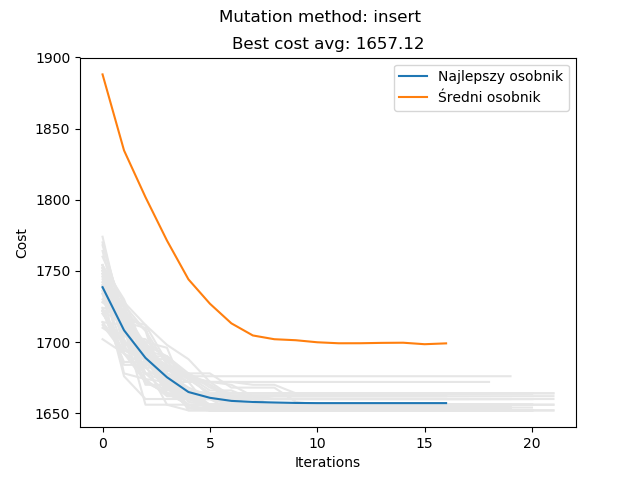 Mutation method: insert
Best cost avg: 1657.12
Najlepszy osobnik
Średni osobnik
Cost
1900
1850
1800
1750
1700
1650
0 5 10 15 20
Iterations